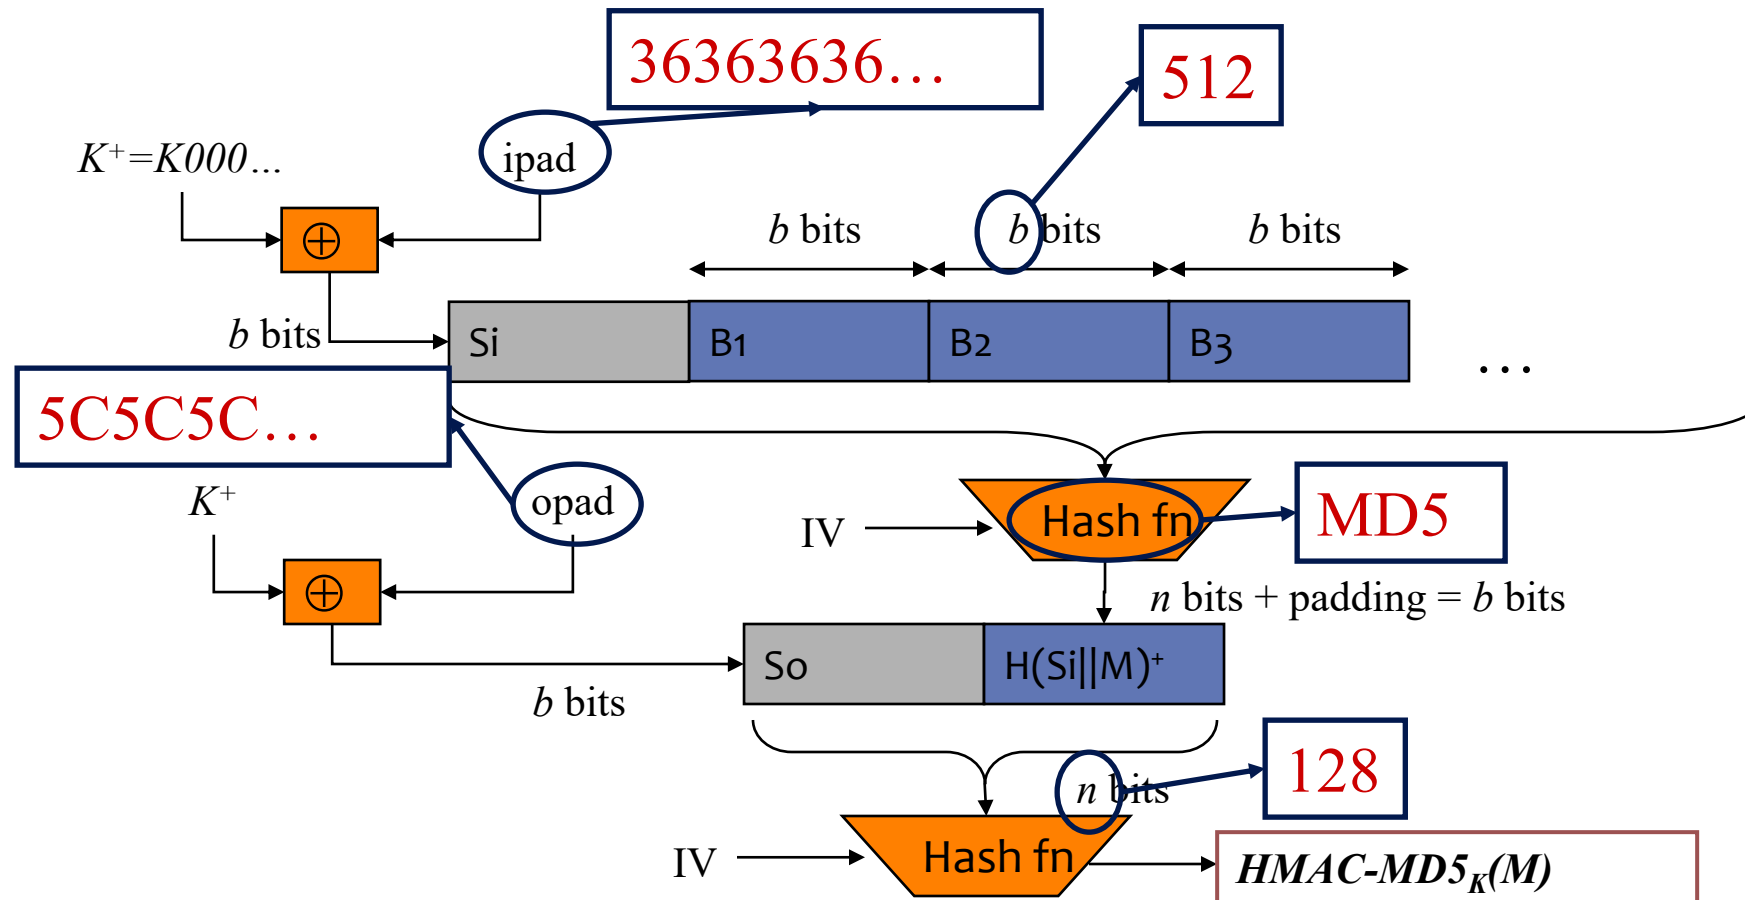 36363636…
512
K+=K000…
ipad
⊕
b bits
b bits
b bits
b bits
Si
B1
B2
B3
…
5C5C5C…
K+
opad
IV
Hash fn
MD5
⊕
n bits + padding = b bits
So
H(Si||M)+
b bits
n bits
128
IV
Hash fn
HMAC-MD5K(M)